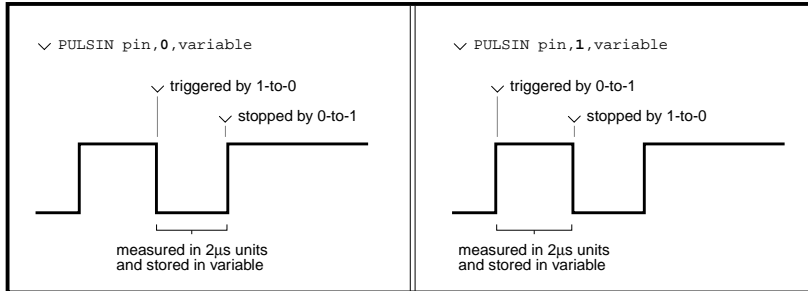 PULSIN pin,0,variable
triggered by 1-to-0
stopped by 0-to-1
measured in 2µs units
and stored in variable
PULSIN pin,1,variable
triggered by 0-to-1
stopped by 1-to-0
measured in 2µs units
and stored in variable